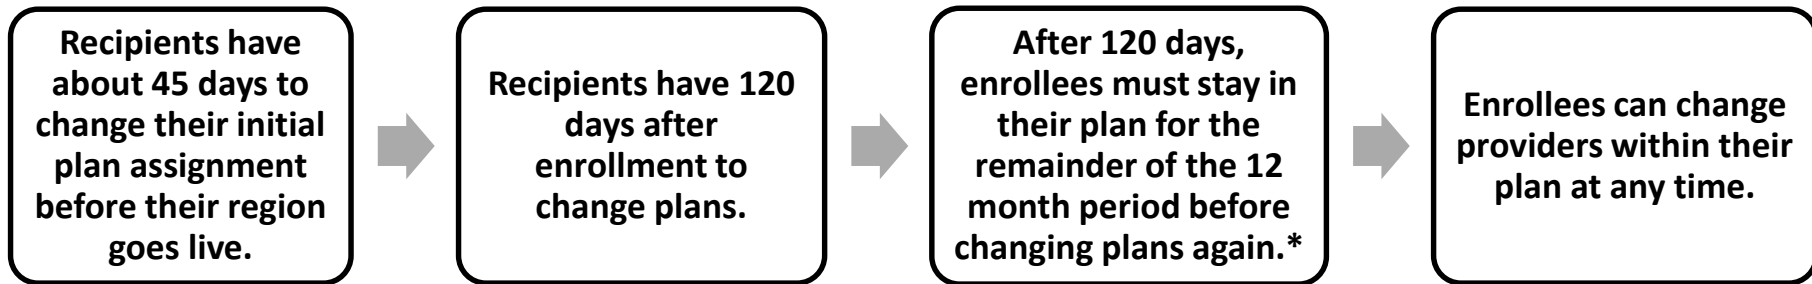 Recipients have
about 45 days to
change their initial
plan assignment
before their region
goes live.
Recipients have 120
days after
enrollment to
change plans.
After 120 days,
enrollees must stay in
their plan for the
remainder of the 12
month period before
changing plans again.*
Enrollees can change
providers within their
plan at any time.